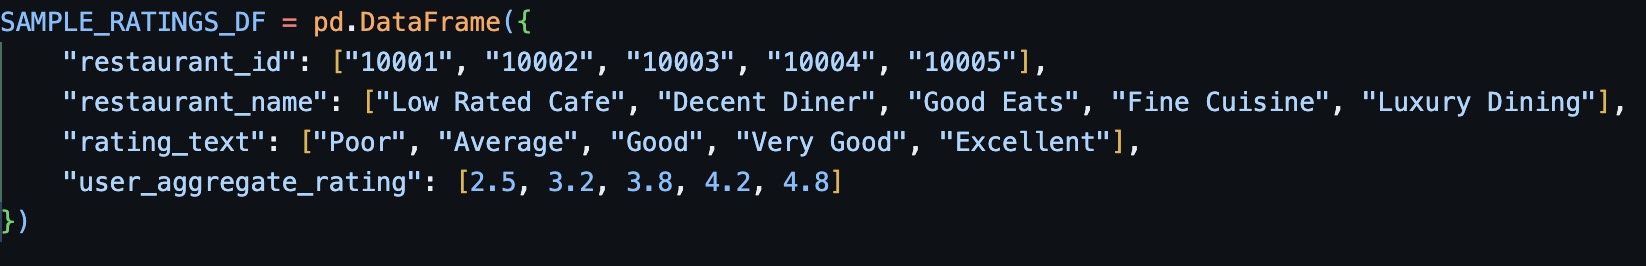 SAMPLE_RATINGS_DF = pd.DataFrame({
    "restaurant_id": ["10001", "10002", "10003", "10004", "10005"],
    "restaurant_name": ["Low Rated Cafe", "Decent Diner", "Good Eats", "Fine Cuisine", "Luxury Dining"],
    "rating_text": ["Poor", "Average", "Good", "Very Good", "Excellent"],
    "user_aggregate_rating": [2.5, 3.2, 3.8, 4.2, 4.8]
})